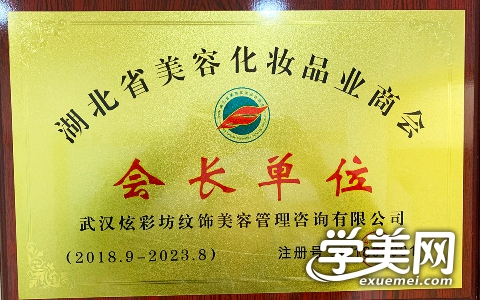 湖北省美容化妆品业商会
会长单位
武汉炫彩坊纹饰美容管理咨询有限公司
(2018.9-2023.8)
注册号
学美网
exuemei.com